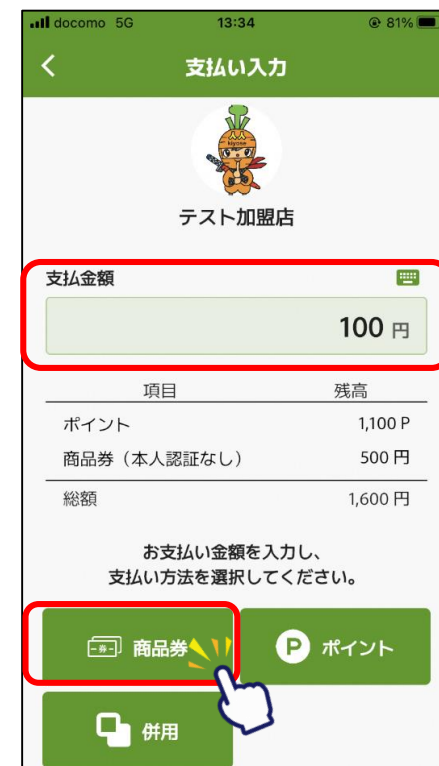 docomo 5G 13:34 81%
支払い入力
kiyose
テスト加盟店
支払金額
100 円
項目 残高
ポイント 1,100 P
商品券（本人認証なし） 500 円
総額 1,600 円
お支払い金額を入力し、
支払い方法を選択してください。
-券- 商品券 P ポイント
併用